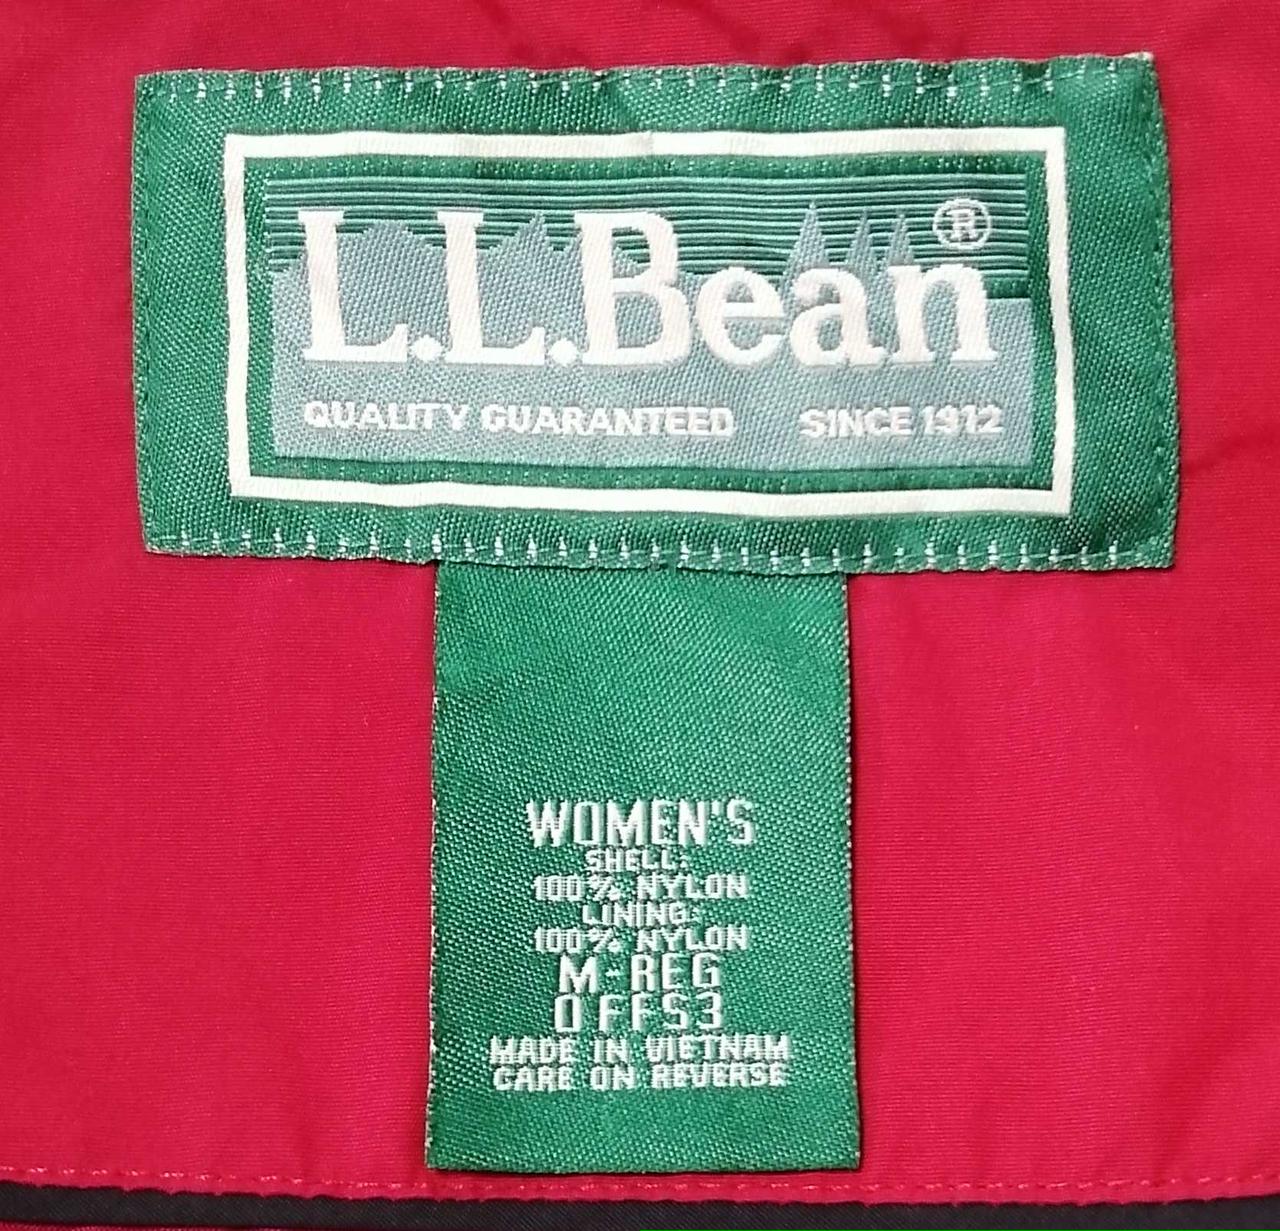 L.L.Bean®
QUALITY GUARANTEED SINCE 1912
WOMEN'S
SHELL:
100% NYLON
LINING:
100% NYLON
M-REG
0FFS3
MADE IN VIETNAM
CARE ON REVERSE